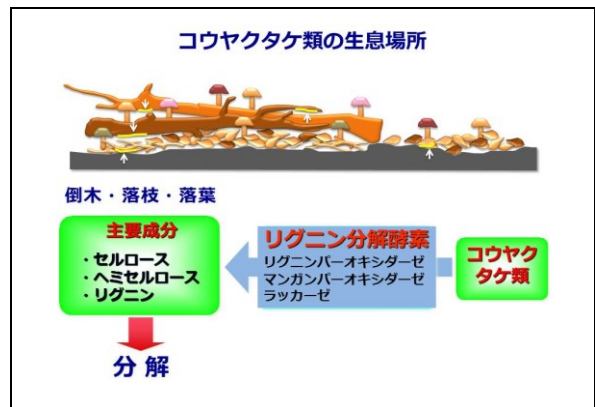 コウヤクタケ類の生息場所
倒木・落枝・落葉
主要成分
・セルロース
・ヘミセルロース
・リグニン
リグニン分解酵素
リグニンパーオキシダーゼ
マンガンパーオキシダーゼ
ラッカーゼ
コウヤク
タケ類
分 解